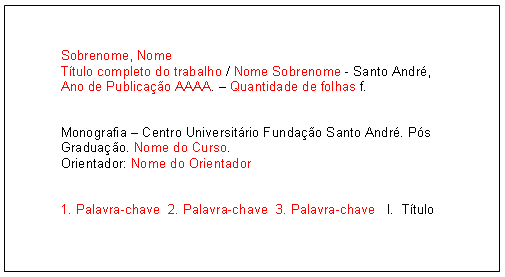 Sobrenome, Nome
Título completo do trabalho / Nome Sobrenome - Santo André,
Ano de Publicação AAAA. – Quantidade de folhas f.
Monografia – Centro Universitário Fundação Santo André. Pós
Graduação. Nome do Curso.
Orientador: Nome do Orientador
1. Palavra-chave 2. Palavra-chave 3. Palavra-chave I. Título